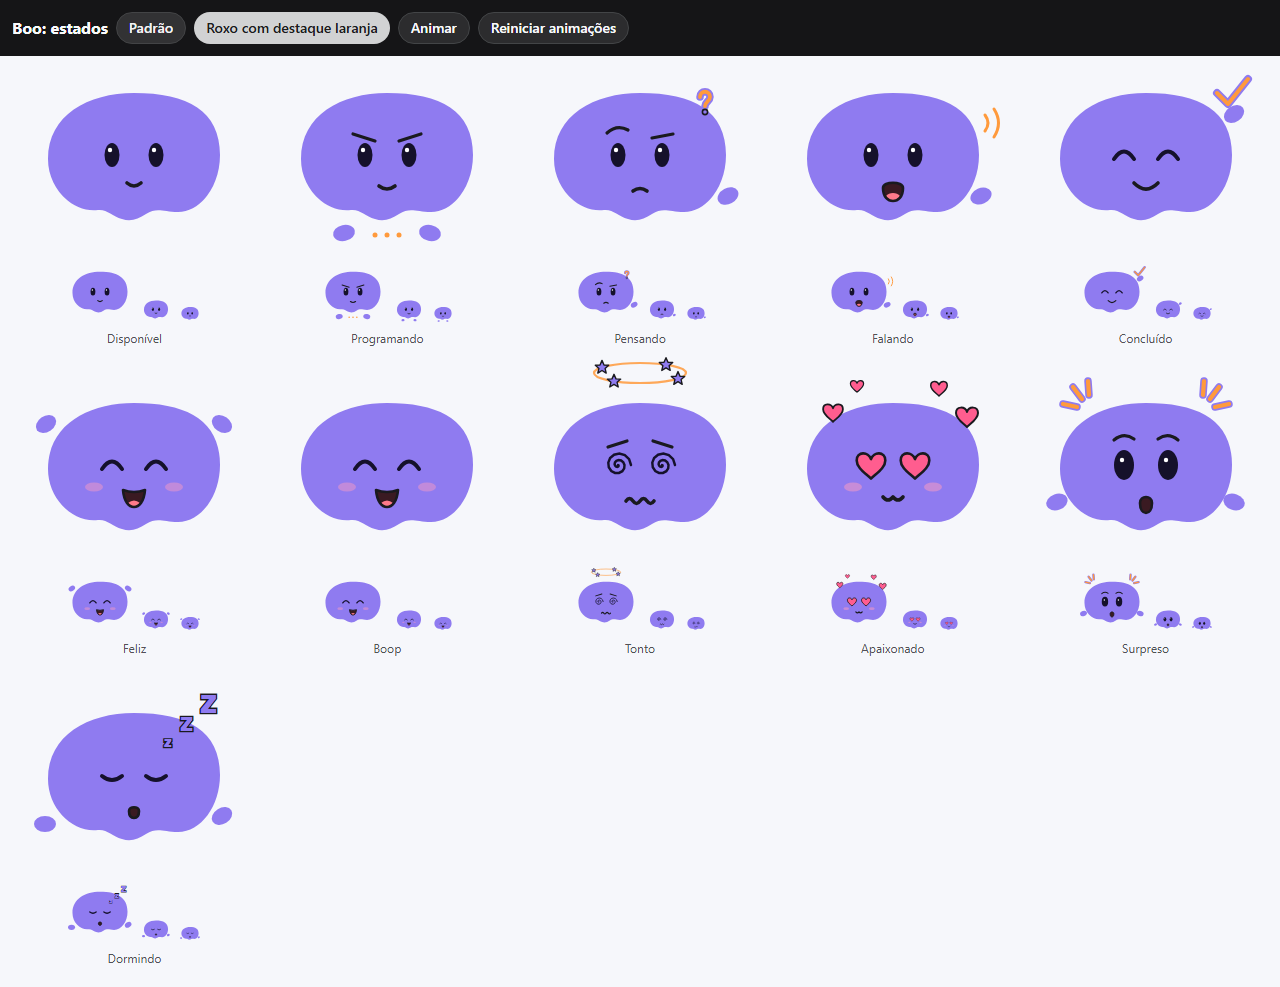 Boo: estados
Padrão
Roxo com destaque laranja
Animar
Reiniciar animações
?
Disponível
Programando
Pensando
Falando
Concluído
Feliz
Boop
Tonto
Apaixonado
Surpreso
z
z
z
Dormindo